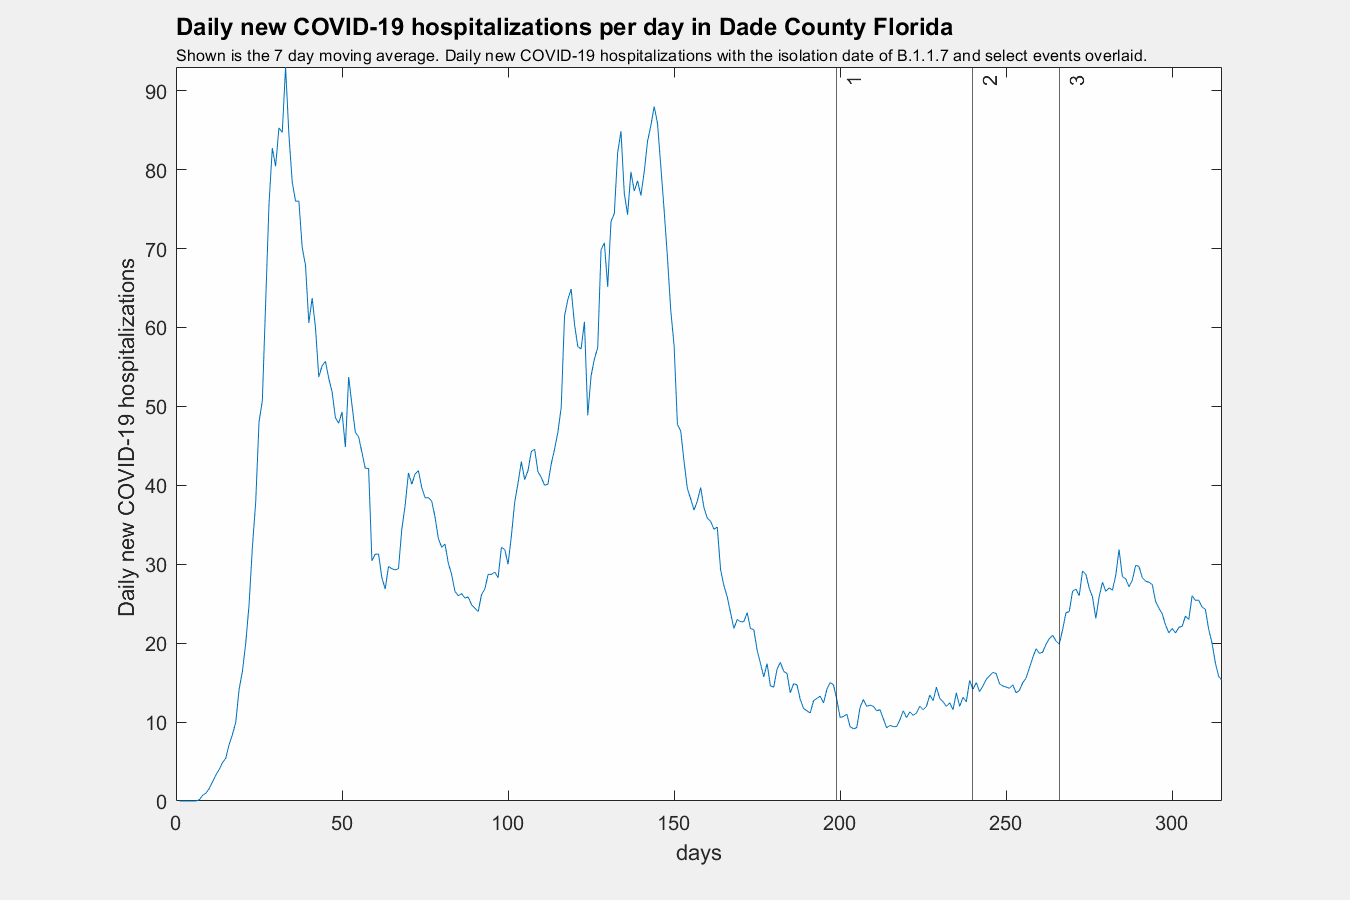 Daily new COVID-19 hospitalizations per day in Dade County Florida
Shown is the 7 day moving average. Daily new COVID-19 hospitalizations with the isolation date of B.1.1.7 and select events overlaid.
1
2
3
90
80
70
60
50
40
30
20
10
0
Daily new COVID-19 hospitalizations
0 50 100 150 200 250 300
days